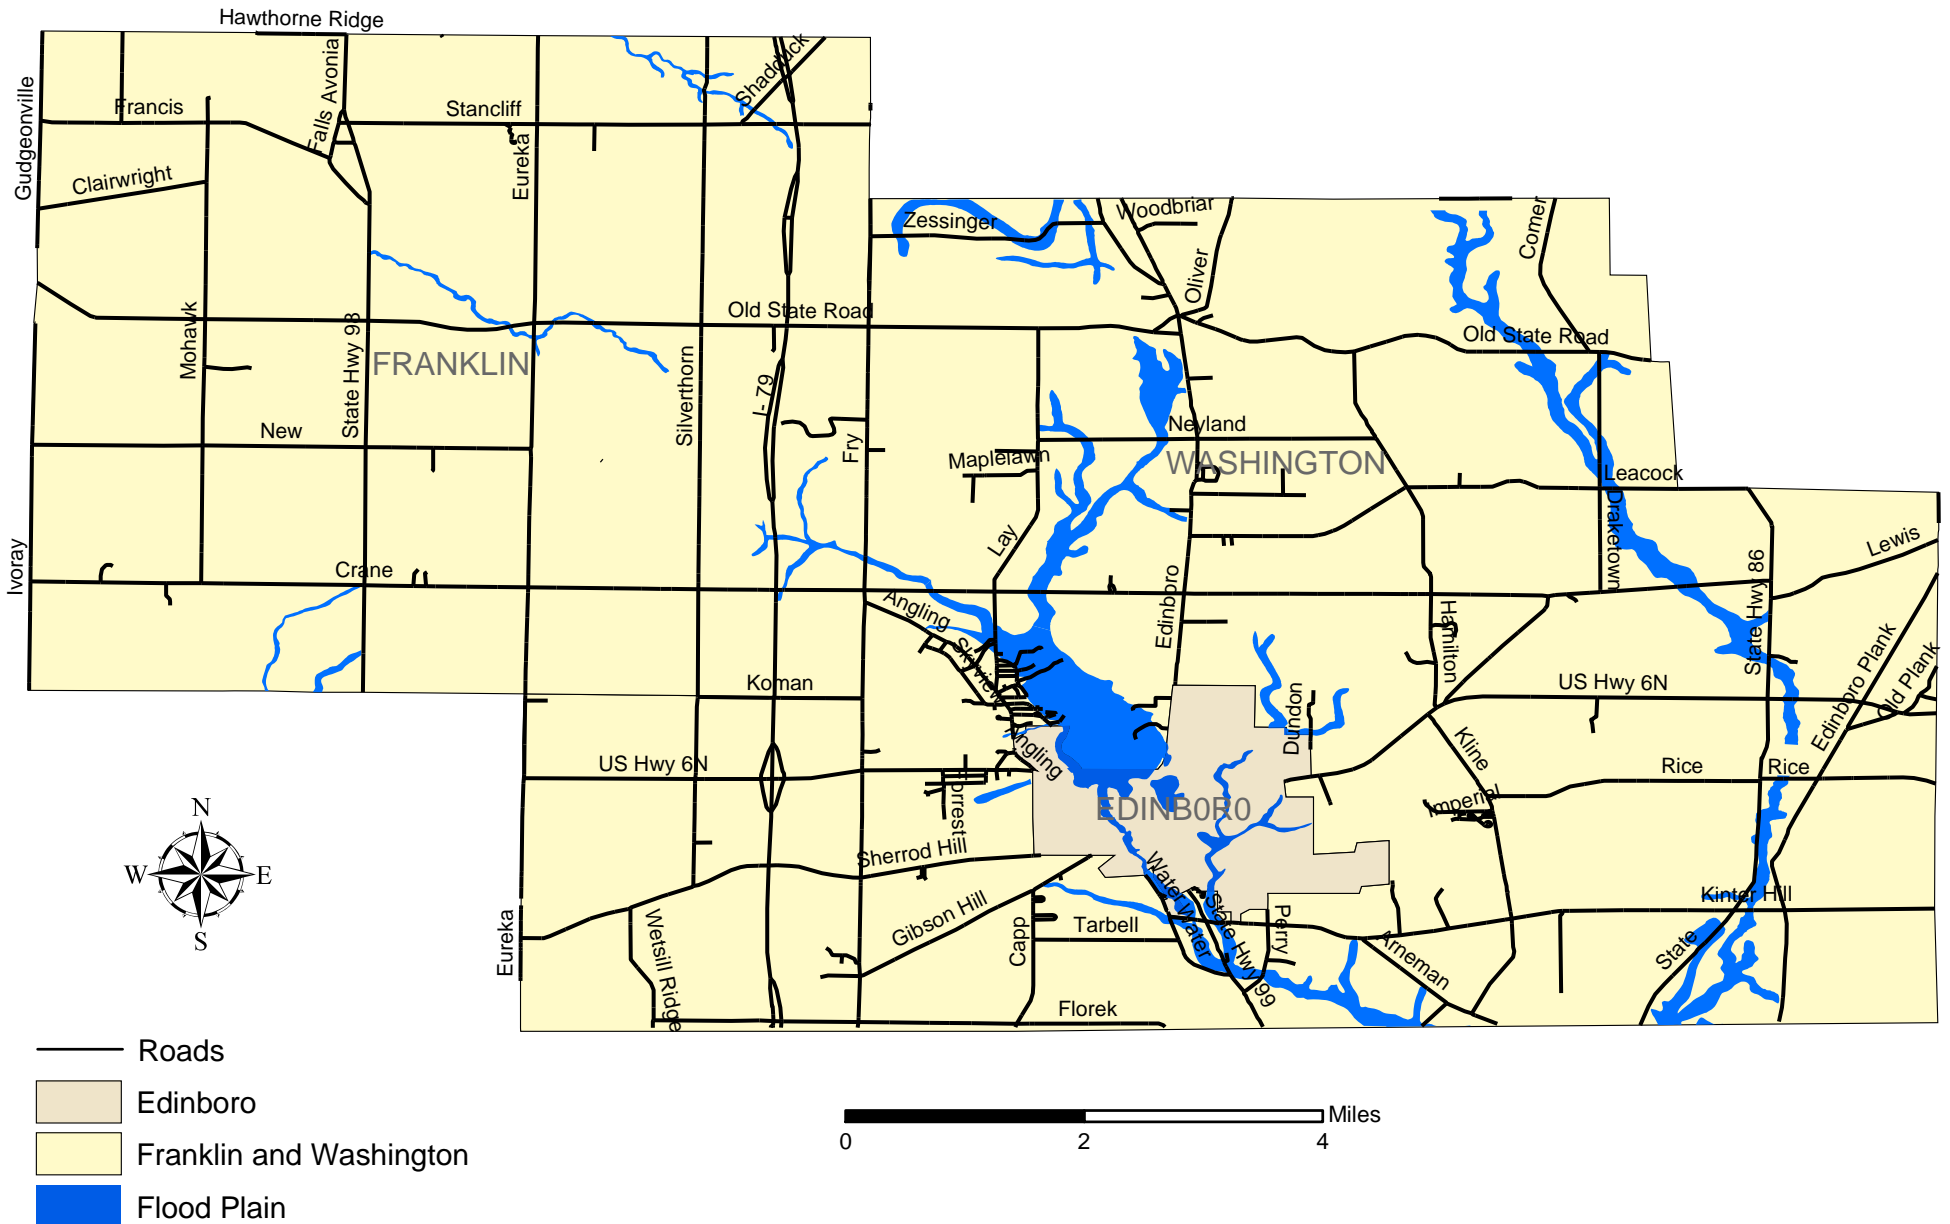 Hawthorne Ridge
Gudgeonville
Francis
Falls Avonia
Stancliff
Eureka
Shadduck
Clairwright
Zessinger
Woodbriar
Oliver
Comer
Mohawk
State Hwy 98
FRANKLIN
Old State Road
Old State Road
Silverthorn
I- 79
New
Fry
Maplelawn
Neyland
WASHINGTON
Leacock
Draketown
Lay
Ivoray
Crane
Angling
Edinboro
Hamilton
State Hwy 86
Lewis
Skyview
Koman
Dundon
US Hwy 6N
Edinboro Plank
Old Plank
Angling
Kline
US Hwy 6N
Rice
Rice
Forrest
EDINB0R0
Imperial
N
W
E
S
Sherrod Hill
Water
Water
State Hwy 99
Kinter Hill
Gibson Hill
Eureka
Wetsill Ridge
Capp
Tarbell
Perry
Arneman
State
Florek
Roads
Edinboro
Franklin and Washington
Flood Plain
Miles
0
2
4